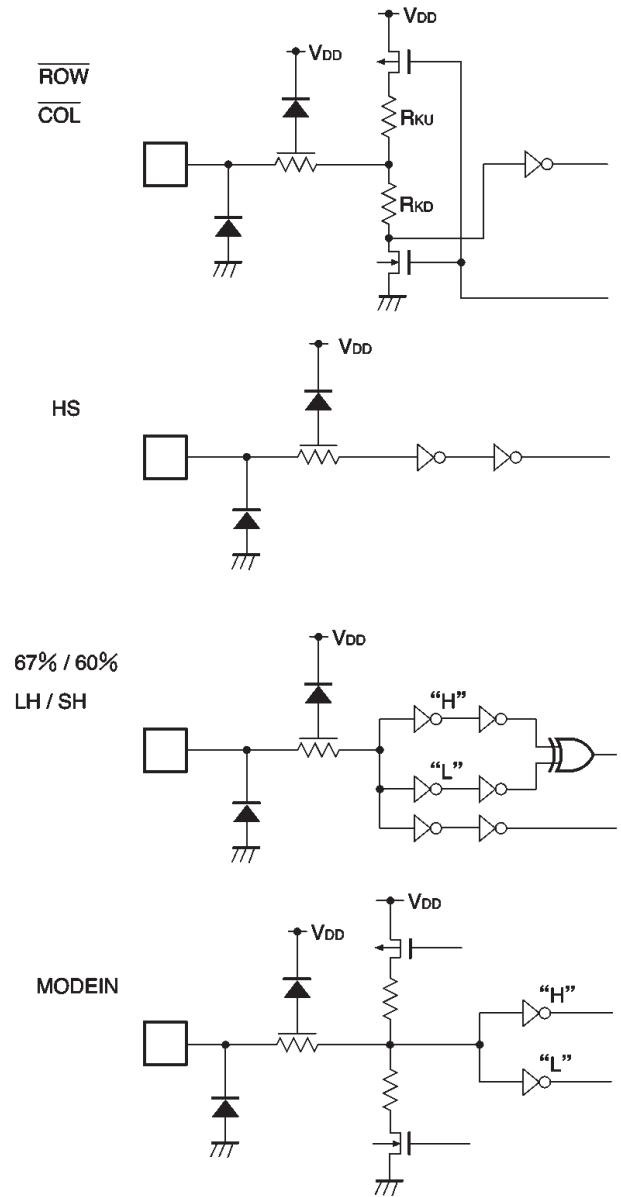 VDD
VDD
ROW
COL
RKU
RKD
VDD
HS
VDD
67% / 60%
LH / SH
“H”
“L”
VDD
VDD
MODEIN
“H”
“L”